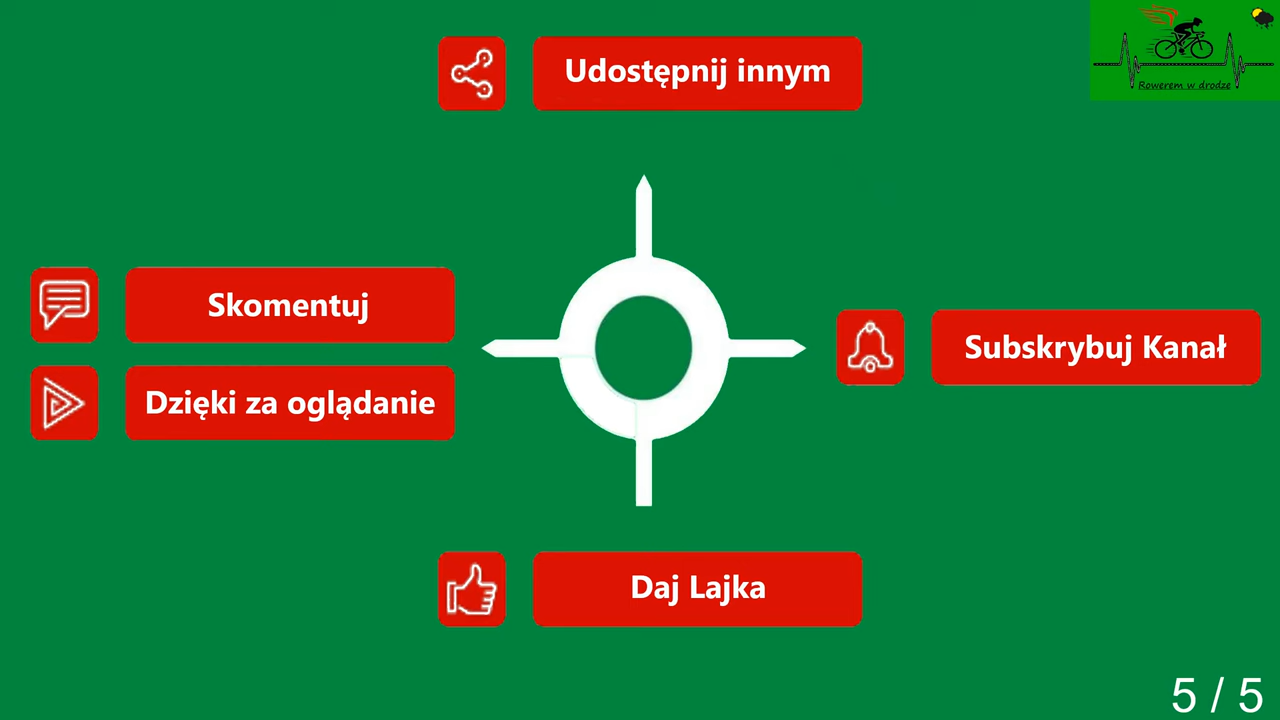 Udostępnij innym
Rowerem w drodze
Skomentuj
Subskrybuj Kanał
Dzięki za oglądanie
Daj Lajka
5 / 5